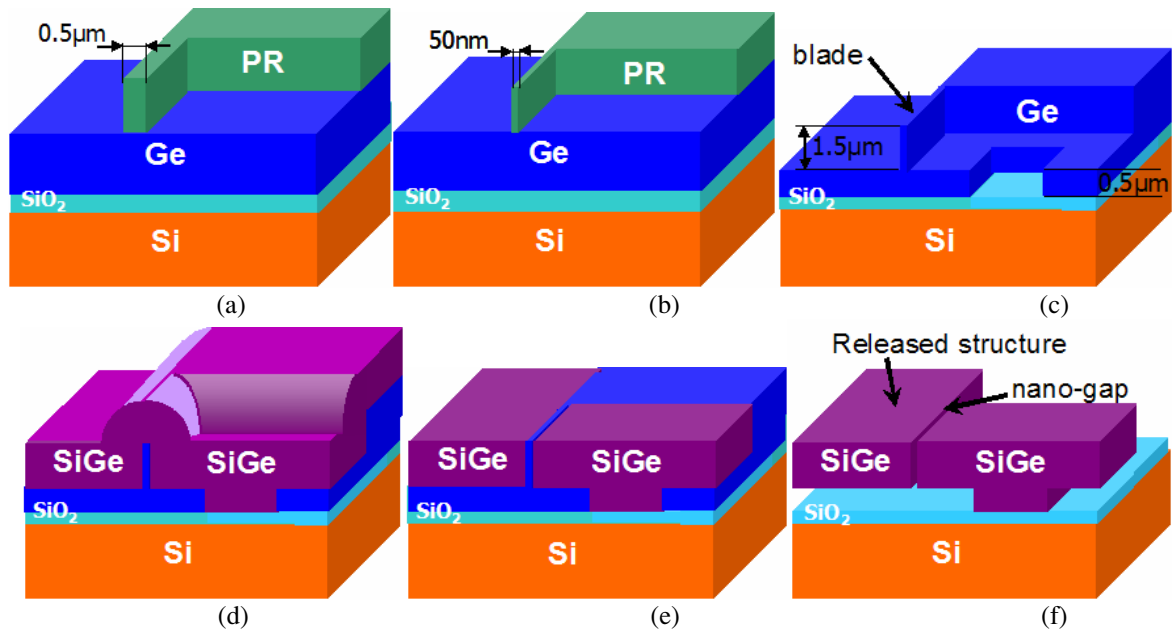 0.5µm
PR
Ge
SiO2
Si
(a)
50nm
PR
Ge
SiO2
Si
(b)
blade
Ge
1.5µm
0.5µm
SiO2
Si
(c)
SiGe
SiGe
SiO2
Si
(d)
SiGe
SiGe
SiO2
Si
(e)
Released structure
nano-gap
SiGe
SiGe
SiO2
Si
(f)